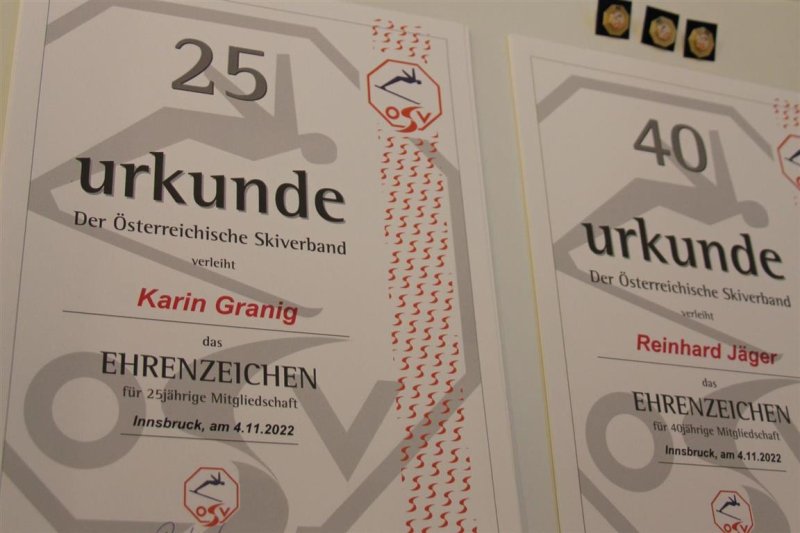 25
ÖSV
urkunde
Der Österreichische Skiverband
verleiht
Karin Granig
das
EHRENZEICHEN
für 25jährige Mitgliedschaft
Innsbruck, am 4.11.2022
ÖSV
40
urkunde
Der Österreichische Skiverband
verleiht
Reinhard Jäger
das
EHRENZEICHEN
für 40jährige Mitgliedschaft
Innsbruck, am 4.11.2022
ÖSV